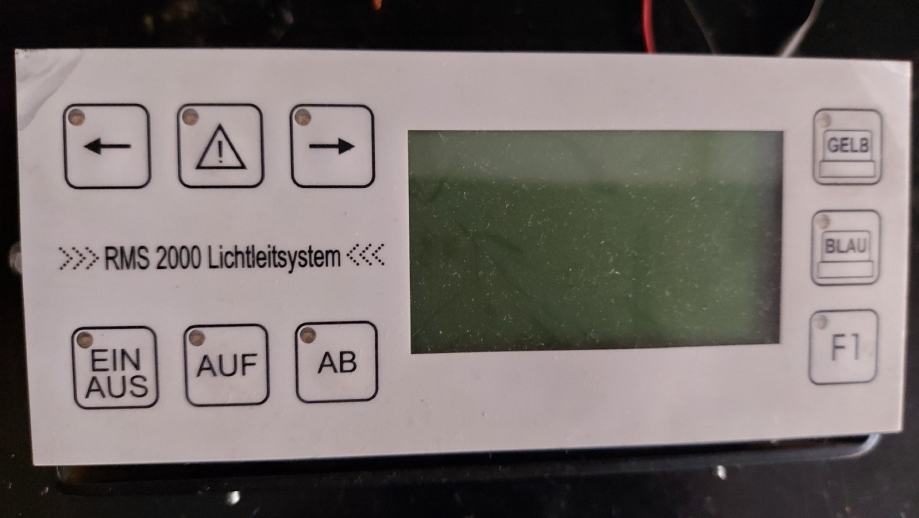 RMS 2000 Lichtleitsystem
EIN
AUS
AUF
AB
GELB
BLAU
F1